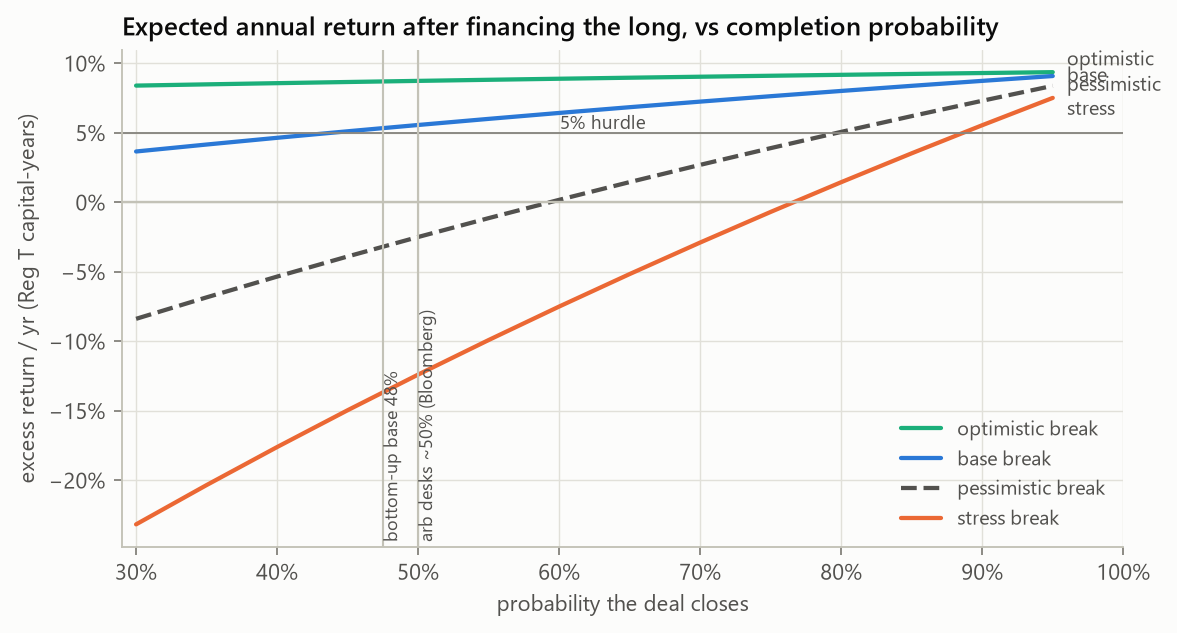 Expected annual return after financing the long, vs completion probability
excess return / yr (Reg T capital-years)
10%
5%
0%
−5%
−10%
−15%
−20%
optimistic
base
pessimistic
stress
5% hurdle
bottom-up base 48%
arb desks ~50% (Bloomberg)
optimistic break
base break
pessimistic break
stress break
30%
40%
50%
60%
70%
80%
90%
100%
probability the deal closes